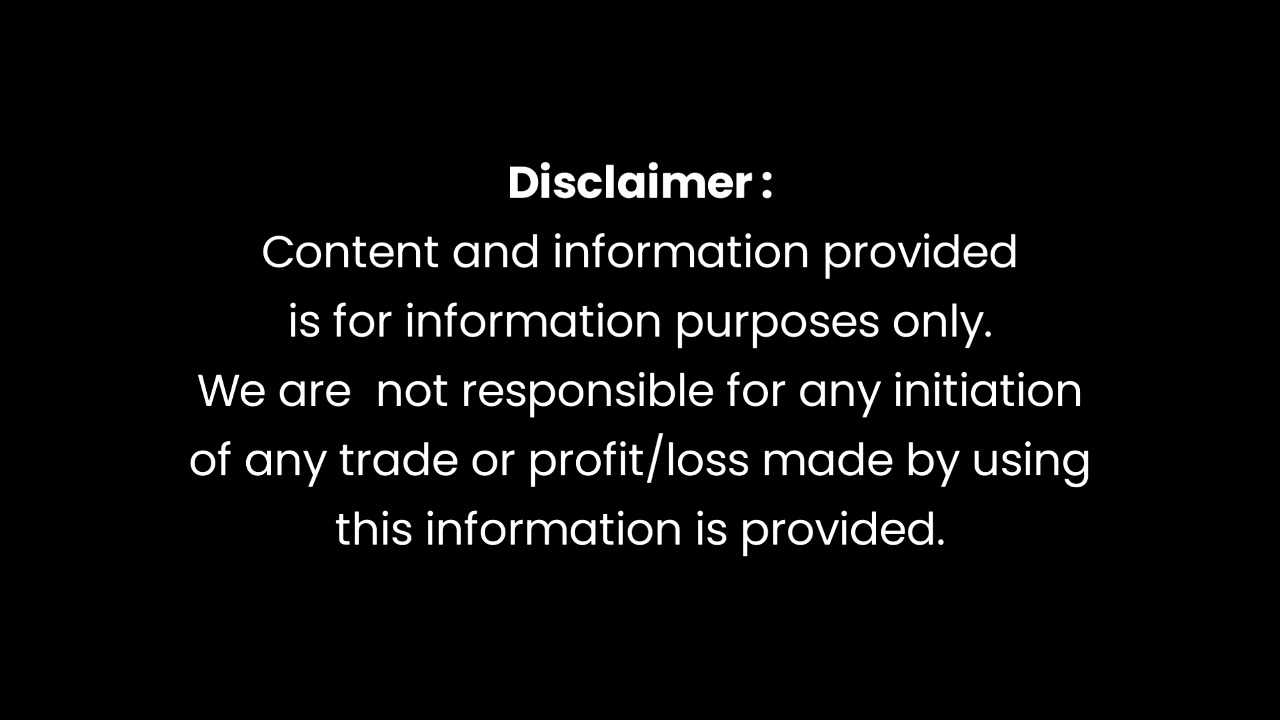 Disclaimer :
Content and information provided
is for information purposes only.
We are  not responsible for any initiation
of any trade or profit/loss made by using
this information is provided.